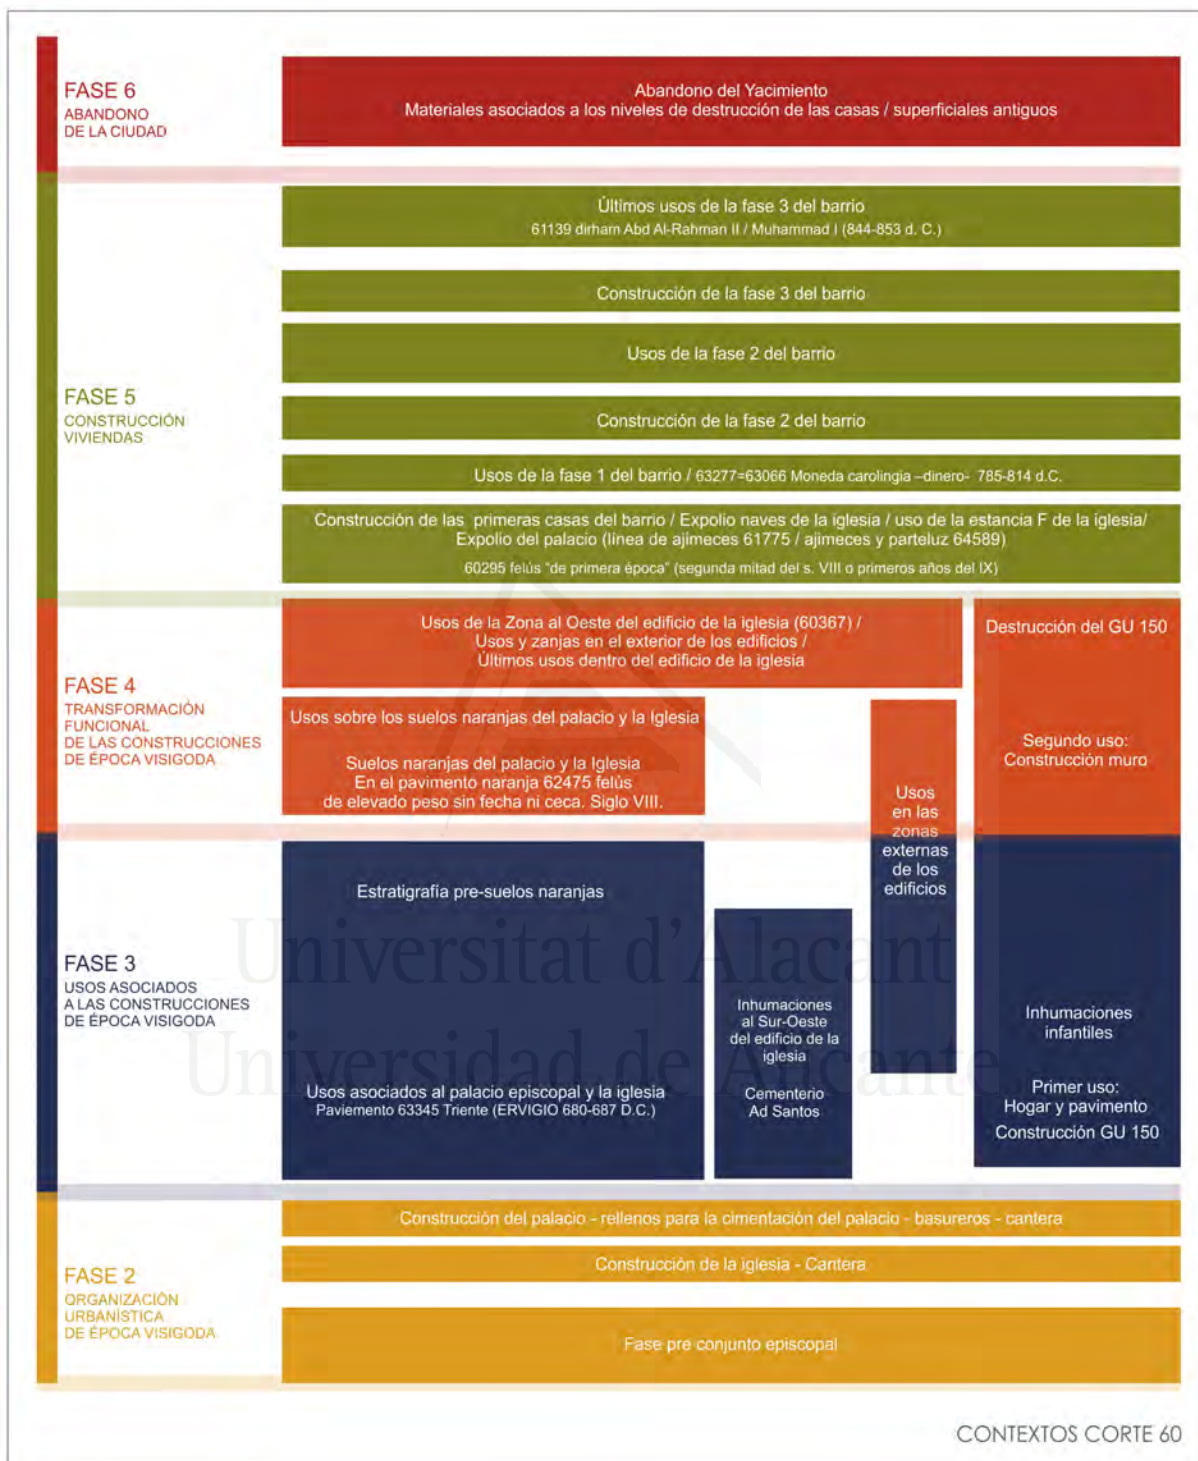 FASE 6
ABANDONO
DE LA CIUDAD
Abandono del Yacimiento
Materiales asociados a los niveles de destrucción de las casas / superficiales antiguos
FASE 5
CONSTRUCCIÓN
VIVIENDAS
Últimos usos de la fase 3 del barrio
61139 dirham Abd Al-Rahman II / Muhammad I (844-853 d. C.)
Construcción de la fase 3 del barrio
Usos de la fase 2 del barrio
Construcción de la fase 2 del barrio
Usos de la fase 1 del barrio / 63277=63066 Moneda carolingia –dinero- 785-814 d.C.
Construcción de las primeras casas del barrio / Expolio naves de la iglesia / uso de la estancia F de la iglesia/
Expolio del palacio (línea de ajimeces 61775 / ajimeces y parteluz 64589)
60295 felús "de primera época" (segunda mitad del s. VIII o primeros años del IX)
FASE 4
TRANSFORMACIÓN
FUNCIONAL
DE LAS CONSTRUCCIONES
DE ÉPOCA VISIGODA
Usos de la Zona al Oeste del edificio de la iglesia (60367) /
Usos y zanjas en el exterior de los edificios /
Últimos usos dentro del edificio de la iglesia
Usos sobre los suelos naranjas del palacio y la Iglesia
Suelos naranjas del palacio y la Iglesia
En el pavimento naranja 62475 felús
de elevado peso sin fecha ni ceca. Siglo VIII.
Usos
en las
zonas
externas
de los
edificios
Destrucción del GU 150
Segundo uso:
Construcción muro
FASE 3
USOS ASOCIADOS
A LAS CONSTRUCCIONES
DE ÉPOCA VISIGODA
Estratigrafía pre-suelos naranjas
Usos asociados al palacio episcopal y la iglesia
Paviemento 63345 Triente (ERVIGIO 680-687 D.C.)
Inhumaciones
al Sur-Oeste
del edificio de la
iglesia
Cementerio
Ad Santos
Inhumaciones
infantiles
Primer uso:
Hogar y pavimento
Construcción GU 150
Universitat d'Alacant
Universidad de Alicante
FASE 2
ORGANIZACIÓN
URBANÍSTICA
DE ÉPOCA VISIGODA
Construcción del palacio - rellenos para la cimentación del palacio - basureros - cantera
Construcción de la iglesia - Cantera
Fase pre conjunto episcopal
CONTEXTOS CORTE 60